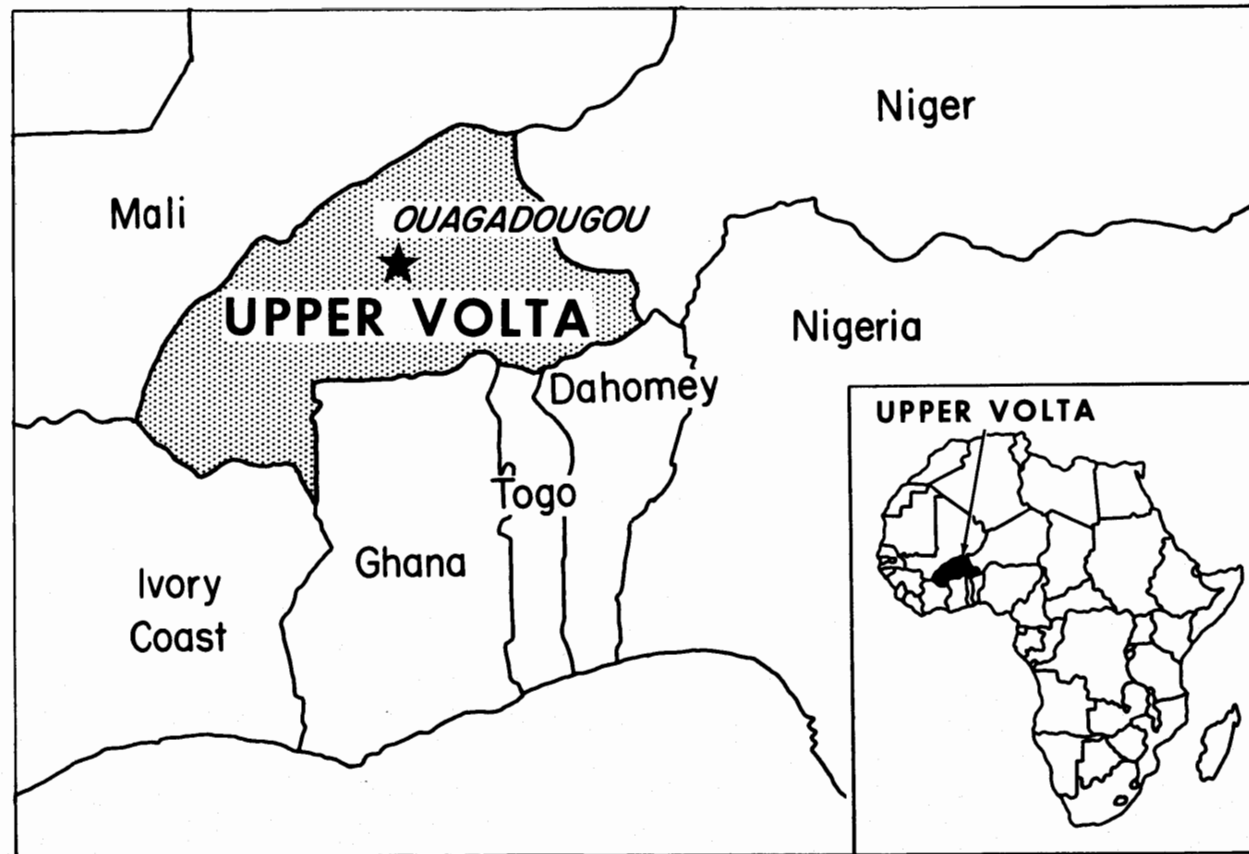 Niger
Mali
OUAGADOUGOU
UPPER VOLTA
Nigeria
Dahomey
UPPER VOLTA
Togo
Ghana
Ivory
Coast